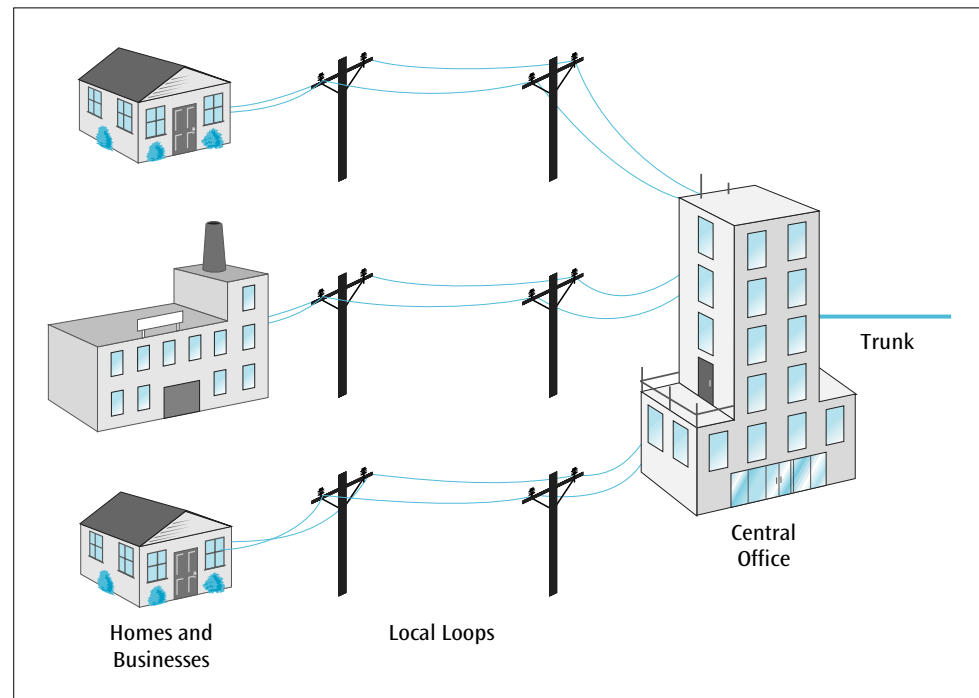 Trunk
Central
Office
Homes and
Businesses
Local Loops